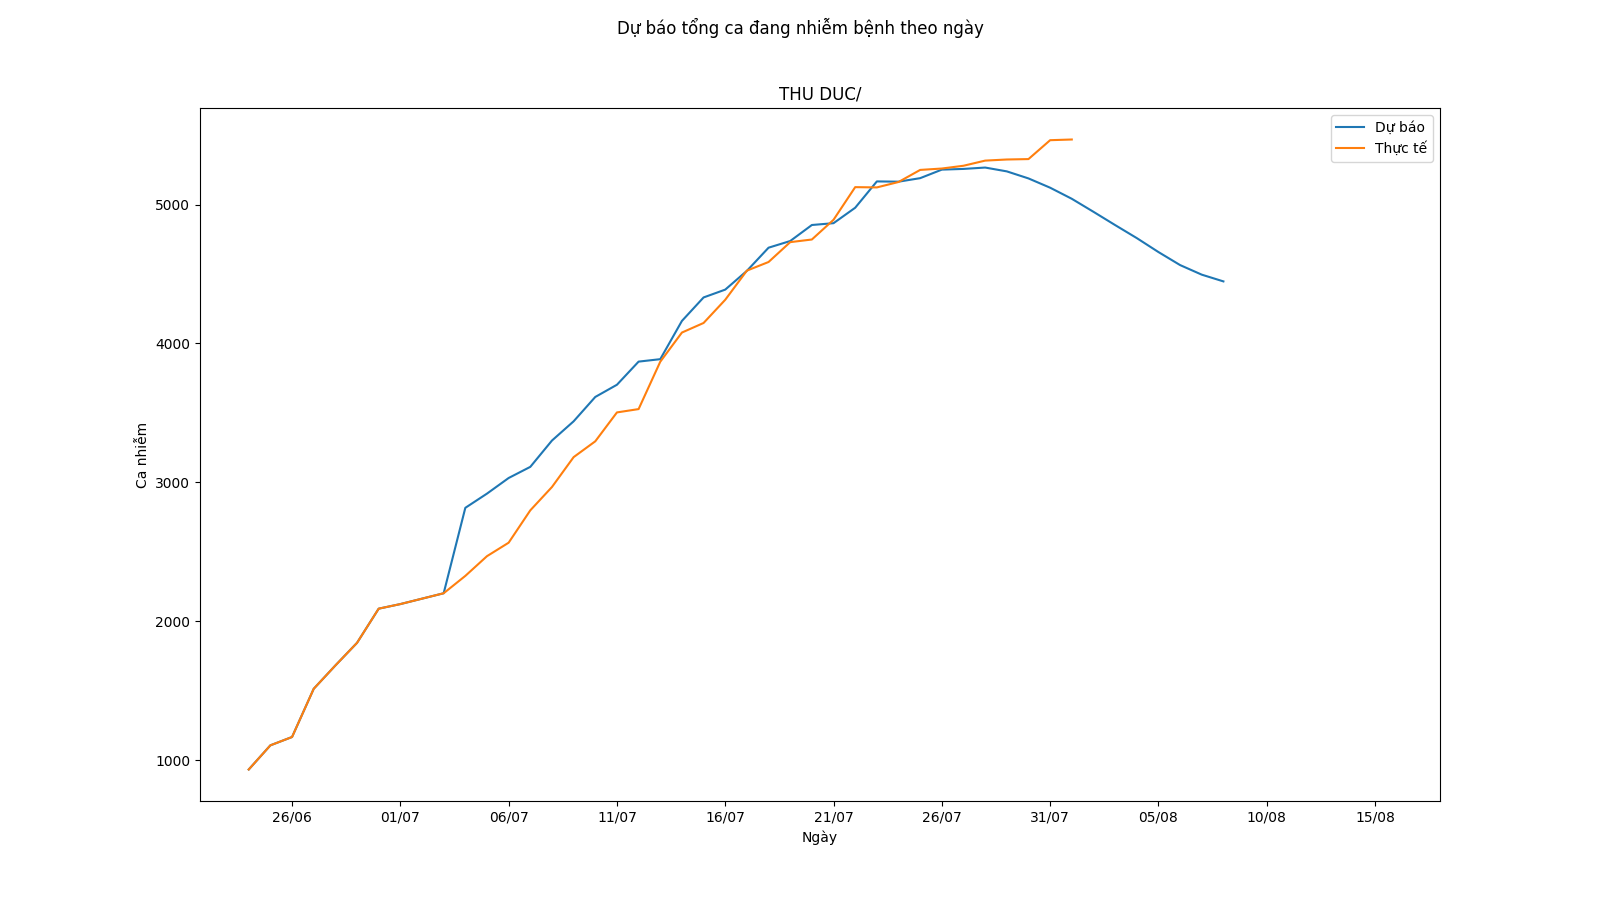 Dự báo tổng ca đang nhiễm bệnh theo ngày
THU DUC/
Dự báo
Thực tế
5000
4000
3000
2000
1000
Ca nhiễm
26/06 01/07 06/07 11/07 16/07 21/07 26/07 31/07 05/08 10/08 15/08
Ngày